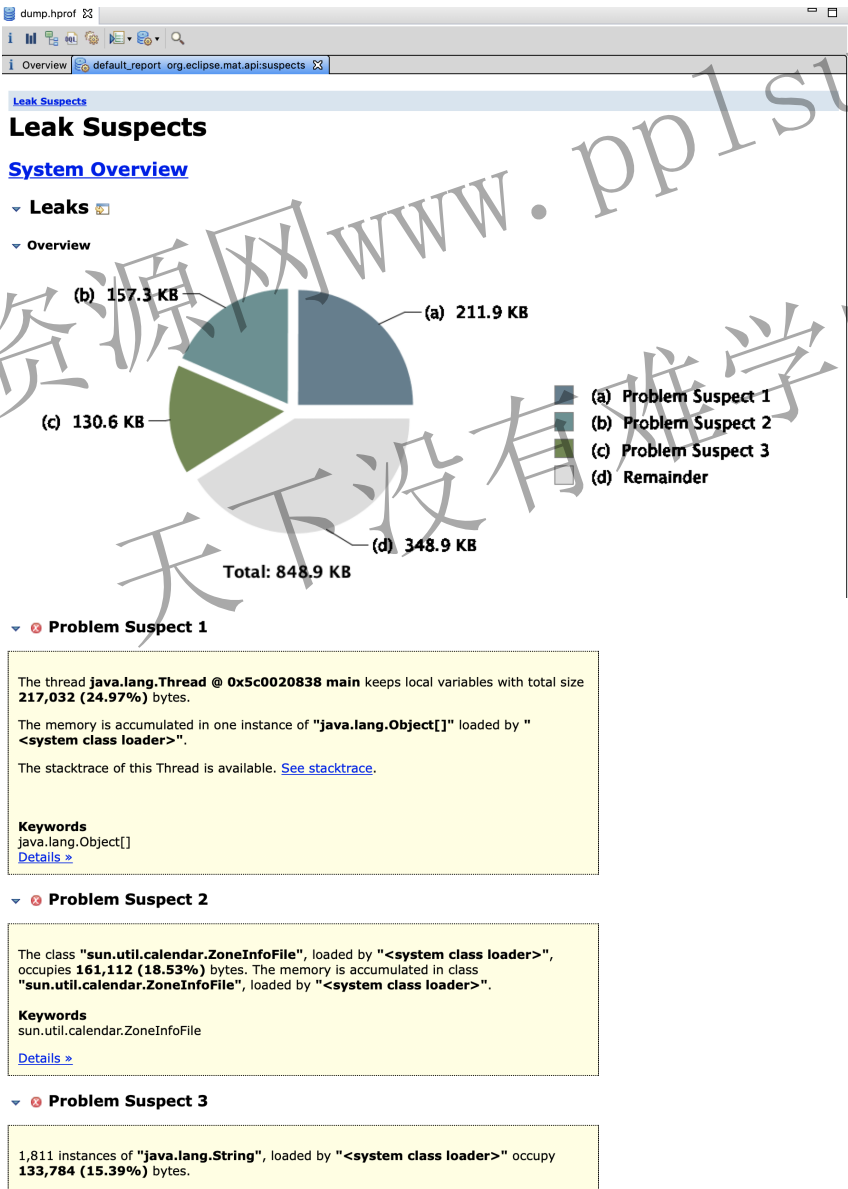 dump.hprof
i OQL
i Overview default_report org.eclipse.mat.api:suspects
Leak Suspects
Leak Suspects
System Overview
Leaks
Overview
(b) 157.3 KB
(a) 211.9 KB
(c) 130.6 KB
(a) Problem Suspect 1
(b) Problem Suspect 2
(c) Problem Suspect 3
(d) Remainder
(d) 348.9 KB
Total: 848.9 KB
资源网www.pplsu
天下没有难学
Problem Suspect 1
The thread java.lang.Thread @ 0x5c0020838 main keeps local variables with total size
217,032 (24.97%) bytes.
The memory is accumulated in one instance of "java.lang.Object[]" loaded by "
<system class loader>".
The stacktrace of this Thread is available. See stacktrace.
Keywords
java.lang.Object[]
Details »
Problem Suspect 2
The class "sun.util.calendar.ZoneInfoFile", loaded by "<system class loader>",
occupies 161,112 (18.53%) bytes. The memory is accumulated in class
"sun.util.calendar.ZoneInfoFile", loaded by "<system class loader>".
Keywords
sun.util.calendar.ZoneInfoFile
Details »
Problem Suspect 3
1,811 instances of "java.lang.String", loaded by "<system class loader>" occupy
133,784 (15.39%) bytes.